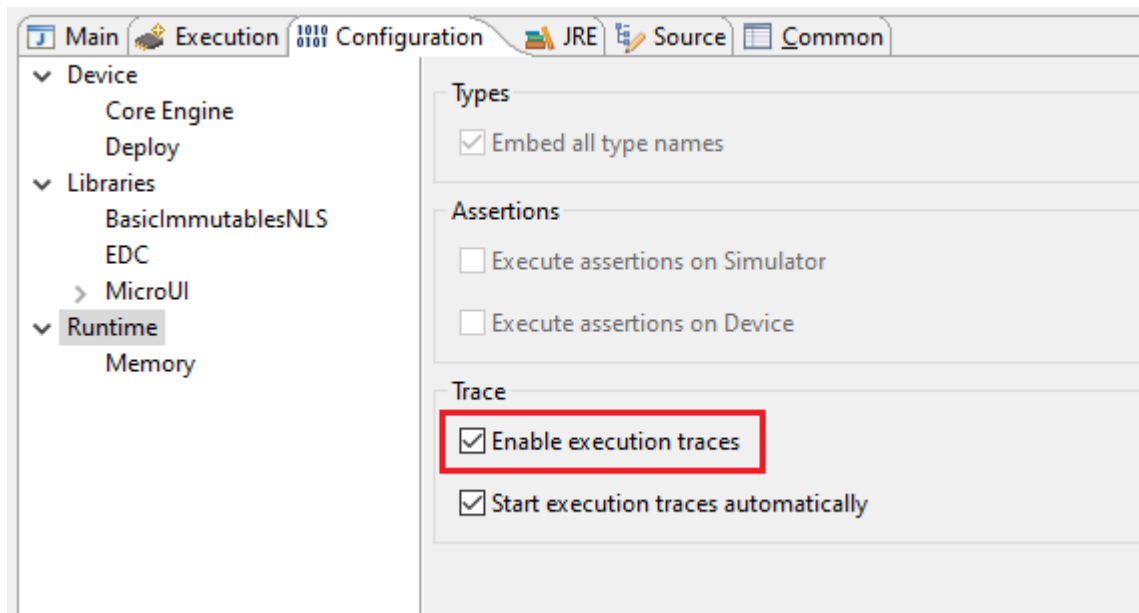 Main Execution Configuration JRE Source Common
Device
Core Engine
Deploy
Libraries
BasicImmutablesNLS
EDC
MicroUI
Runtime
Memory
Types
Embed all type names
Assertions
Execute assertions on Simulator
Execute assertions on Device
Trace
Enable execution traces
Start execution traces automatically